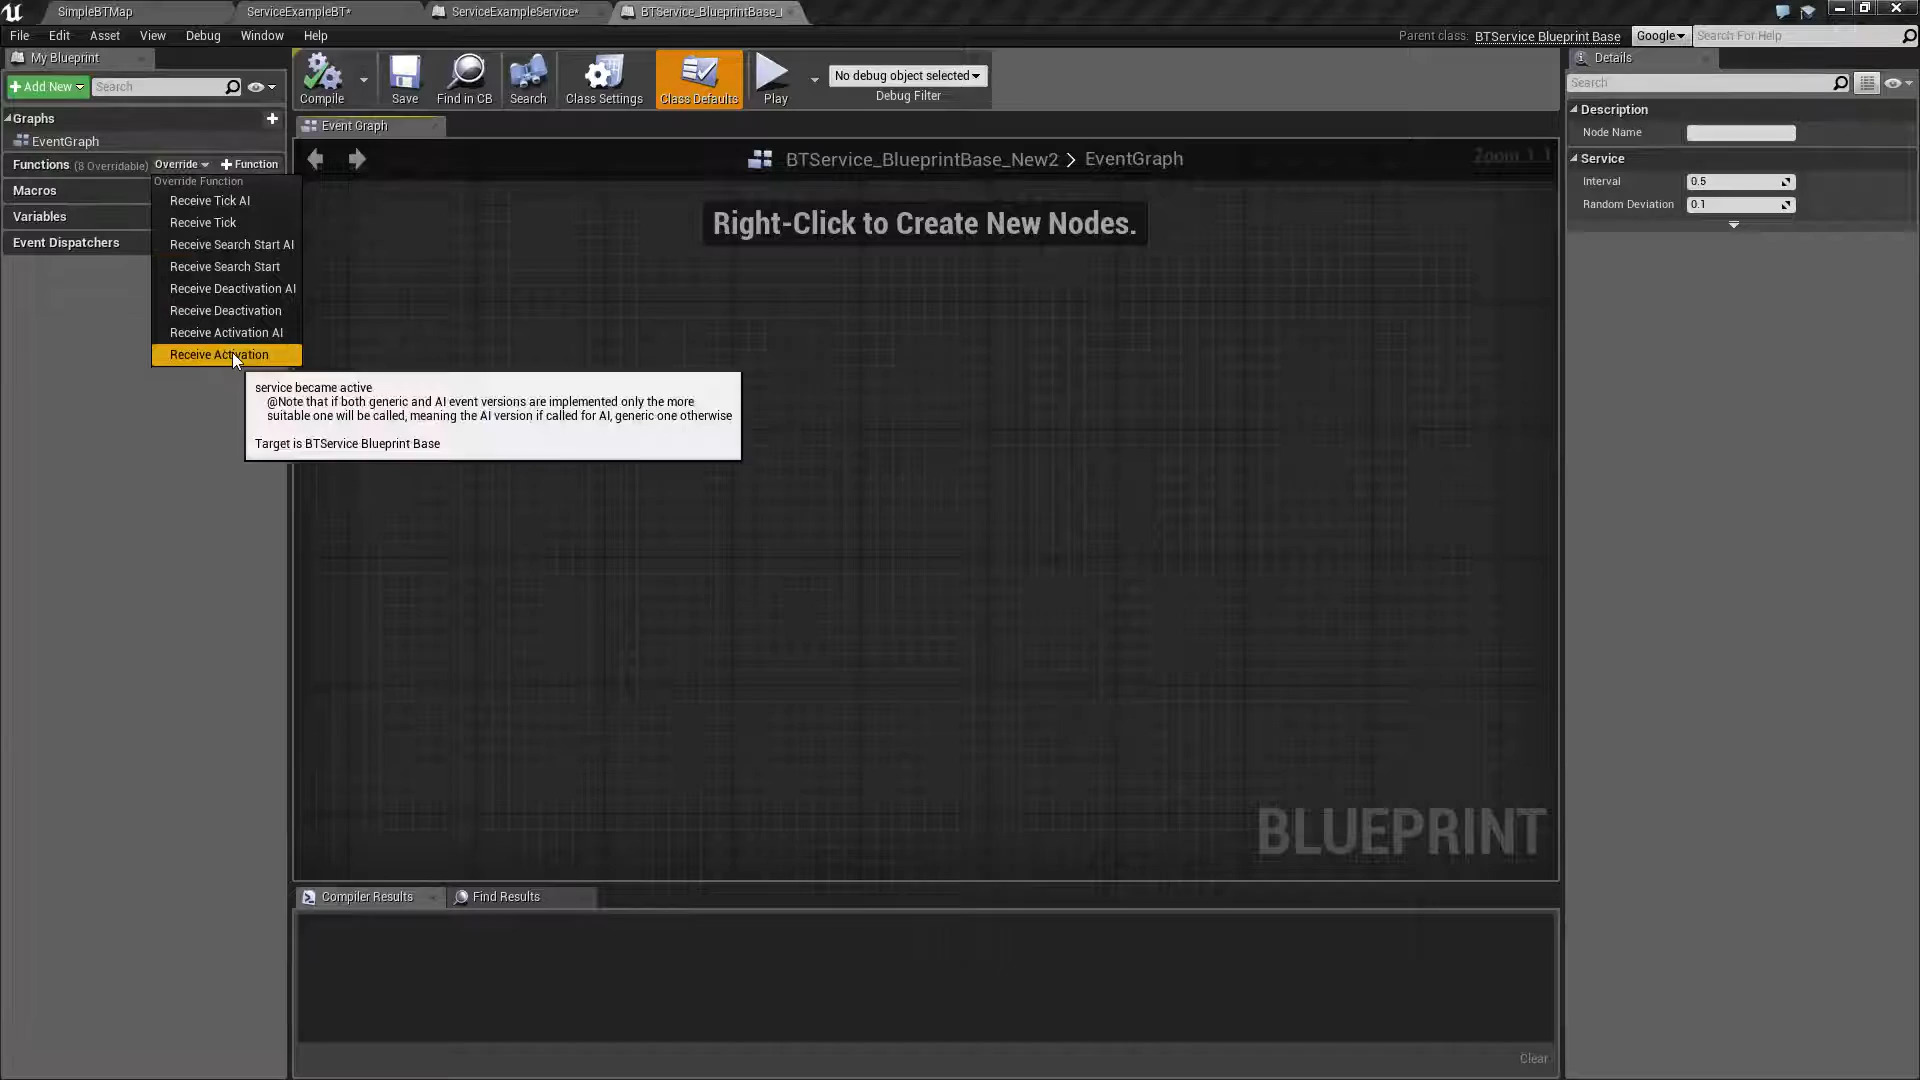 SimpleBTMap
ServiceExampleBT*
ServiceExampleService*
BTService_BlueprintBase_
File Edit Asset View Debug Window Help
Parent class: BTService Blueprint Base
Google
Search For Help
My Blueprint
Add New
Search
Graphs
EventGraph
Functions (8 Overridable) Override Function
Macros
Variables
Event Dispatchers
Override Function
Receive Tick AI
Receive Tick
Receive Search Start AI
Receive Search Start
Receive Deactivation AI
Receive Deactivation
Receive Activation AI
Receive Activation
service became active
@Note that if both generic and AI event versions are implemented only the more
suitable one will be called, meaning the AI version if called for AI, generic one otherwise
Target is BTService Blueprint Base
Compile
Save
Find in CB
Search
Class Settings
Class Defaults
Play
No debug object selected
Debug Filter
Event Graph
BTService_BlueprintBase_New2 > EventGraph
Zoom 1:1
Right-Click to Create New Nodes.
BLUEPRINT
Compiler Results
Find Results
Clear
Details
Search
Description
Node Name
Service
Interval 0.5
Random Deviation 0.1